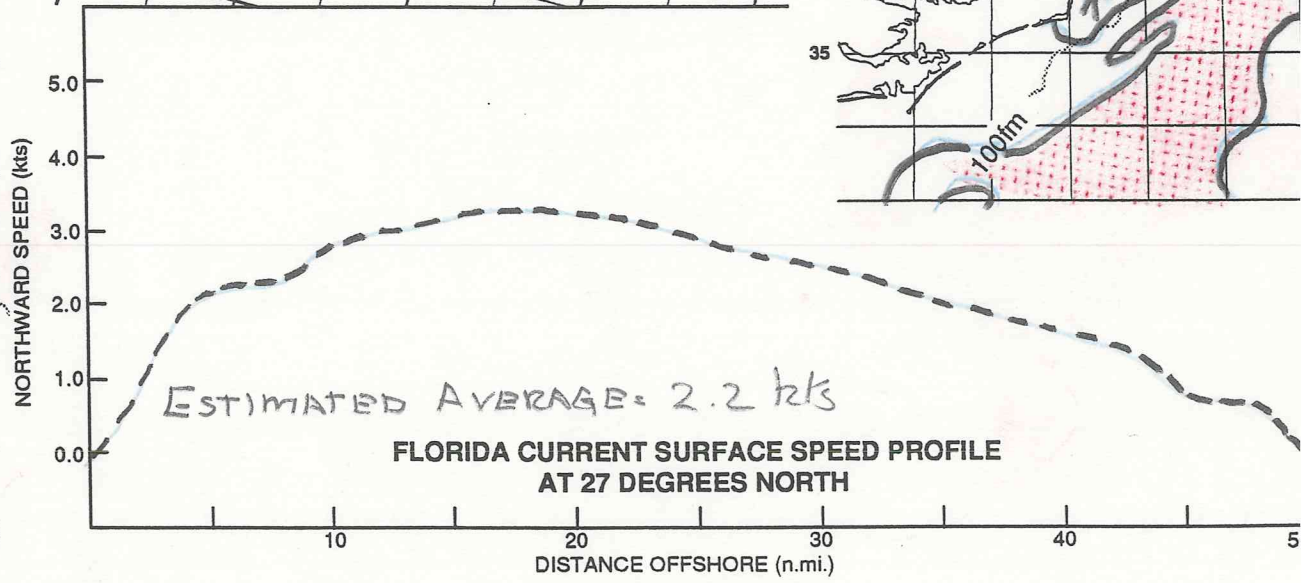 5.0
4.0
3.0
2.0
1.0
0.0
NORTHWARD SPEED (kts)
35
100fm
ESTIMATED AVERAGE: 2.2 kts
FLORIDA CURRENT SURFACE SPEED PROFILE
AT 27 DEGREES NORTH
10
20
30
40
DISTANCE OFFSHORE (n.mi.)